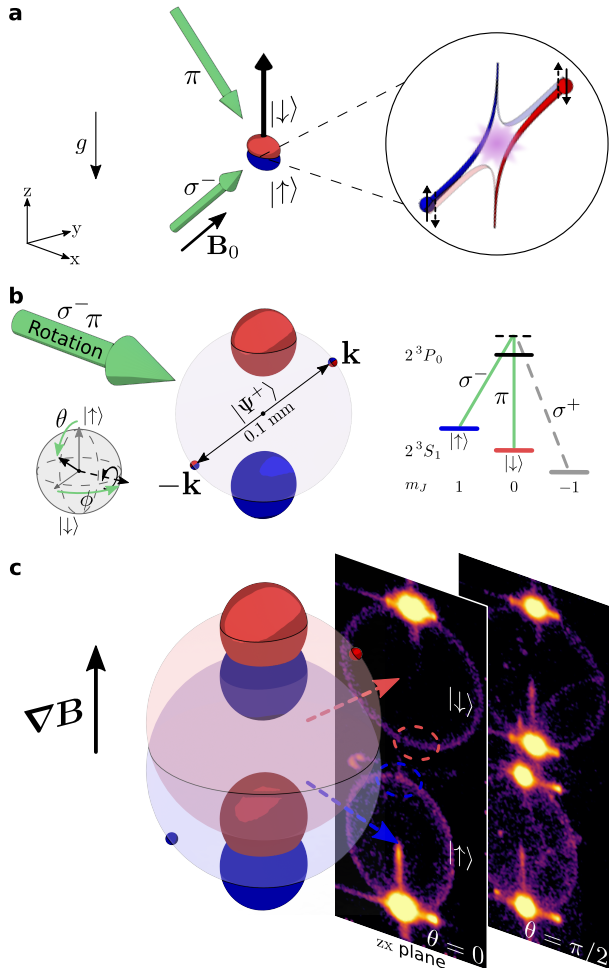 a
π
|↓⟩
g
σ⁻
|↑⟩
B₀
z
y
x
b
σ⁻π
Rotation
k
|Ψ⁺⟩
0.1 mm
−k
θ
|↑⟩
ϕ
|↓⟩
2 ³P₀
σ⁻
π
σ⁺
|↑⟩
2 ³S₁
|↓⟩
m_J 1 0 −1
c
∇B
|↓⟩
|↑⟩
zx plane
θ = 0
θ = π/2